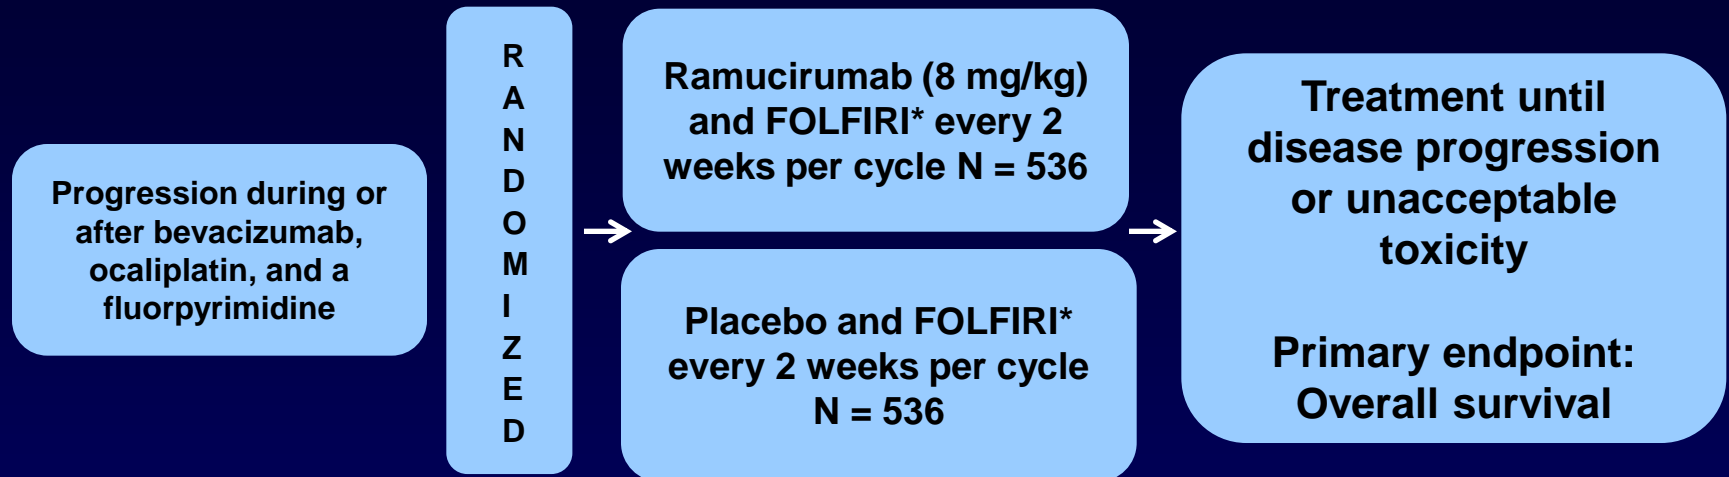 Progression during or
after bevacizumab,
ocaliplatin, and a
fluorpyrimidine
R
A
N
D
O
M
I
Z
E
D
Ramucirumab (8 mg/kg)
and FOLFIRI* every 2
weeks per cycle N = 536
Placebo and FOLFIRI*
every 2 weeks per cycle
N = 536
Treatment until
disease progression
or unacceptable
toxicity
Primary endpoint:
Overall survival